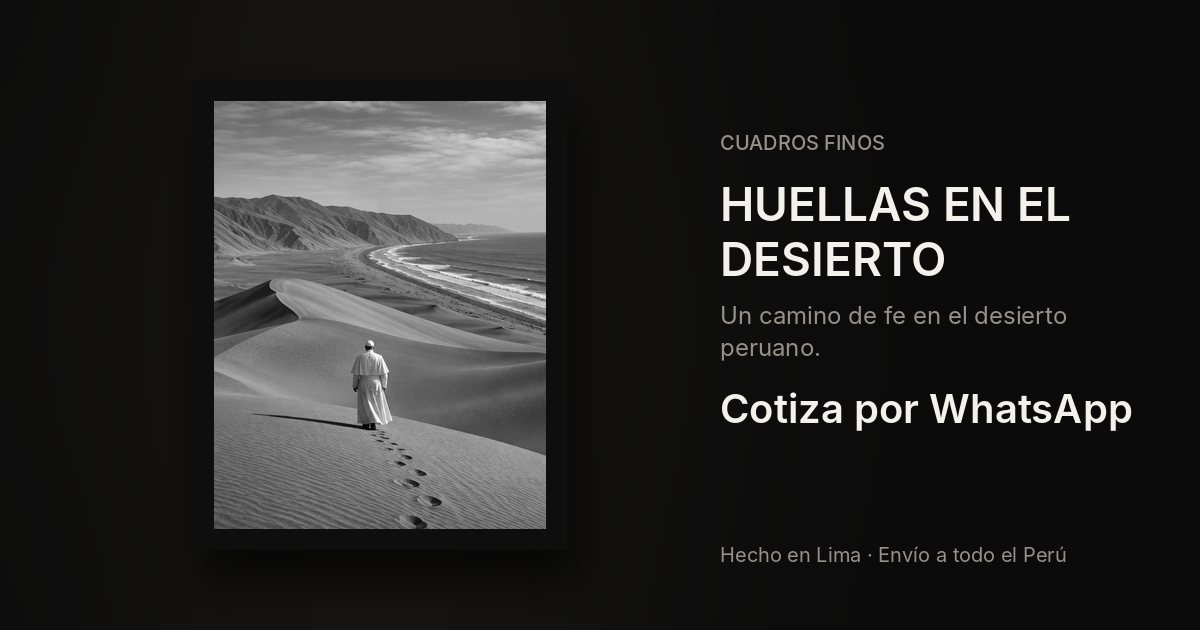 CUADROS FINOS
HUELLAS EN EL
DESIERTO
Un camino de fe en el desierto
peruano.
Cotiza por WhatsApp
Hecho en Lima · Envío a todo el Perú